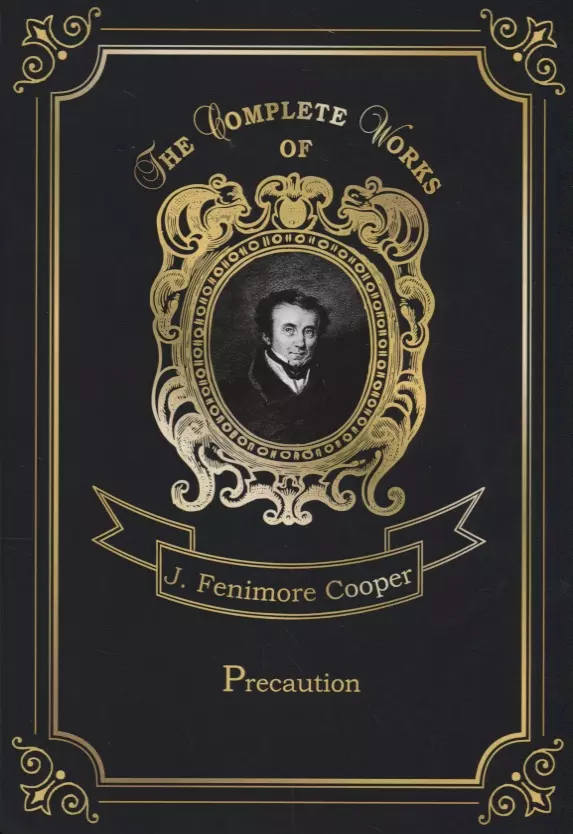 The Complete Works
OF
J. Fenimore Cooper
Precaution